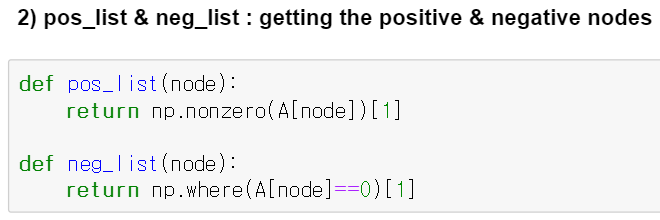 2) pos_list & neg_list : getting the positive & negative nodes
def pos_list(node):
    return np.nonzero(A[node])[1]
def neg_list(node):
    return np.where(A[node]==0)[1]